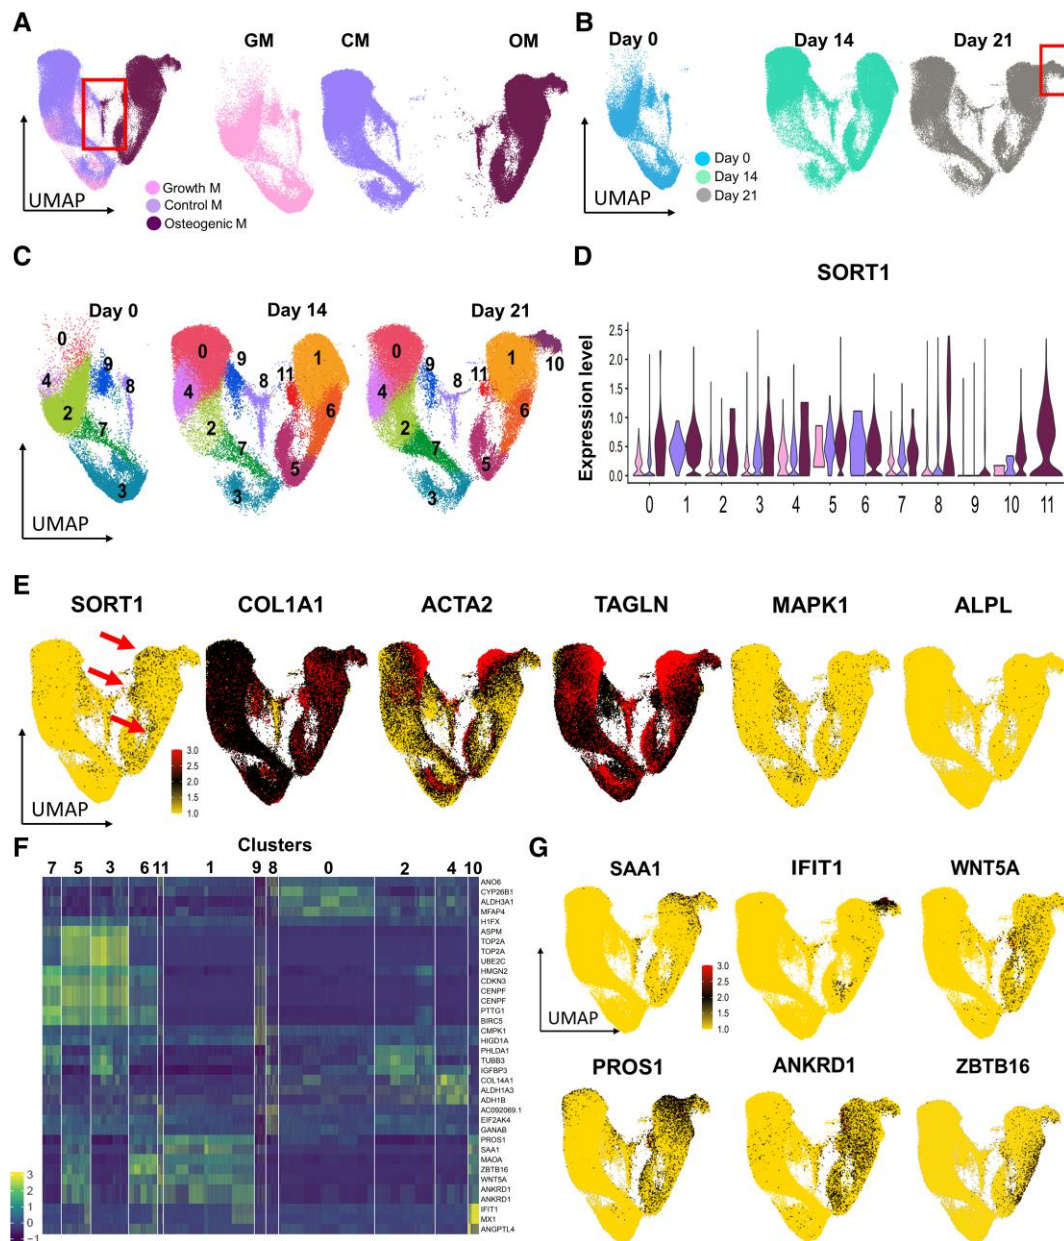 A
GM
CM
OM
UMAP
Growth M
Control M
Osteogenic M
B
Day 0
Day 14
Day 21
UMAP
Day 0
Day 14
Day 21
C
Day 0
Day 14
Day 21
0
9
4
8
2
7
3
0
9
8
11
1
4
2
6
7
5
3
0
9
8
11
1
10
4
2
6
7
5
3
UMAP
D
SORT1
Expression level
2.5
2.0
1.5
1.0
0.5
0.0
0 1 2 3 4 5 6 7 8 9 10 11
E
SORT1 COL1A1 ACTA2 TAGLN MAPK1 ALPL
3.0
2.5
2.0
1.5
1.0
UMAP
F
Clusters
7 5 3 6 11 1 9 8 0 2 4 10
ANO6
CYP26B1
ALDH3A1
MFAP4
H1FX
ASPM
TOP2A
TOP2A
UBE2C
HMGN2
CDKN3
CENPF
CENPF
PTTG1
BIRC5
CMPK1
HIGD1A
PHLDA1
TUBB3
IGFBP3
COL14A1
ALDH1A3
ADH1B
AC092069.1
EIF2AK4
GANAB
PROS1
SAA1
MAOA
ZBTB16
WNT5A
ANKRD1
ANKRD1
IFIT1
MX1
ANGPTL4
3
2
1
0
−1
G
SAA1 IFIT1 WNT5A
3.0
2.5
2.0
1.5
1.0
UMAP
PROS1 ANKRD1 ZBTB16